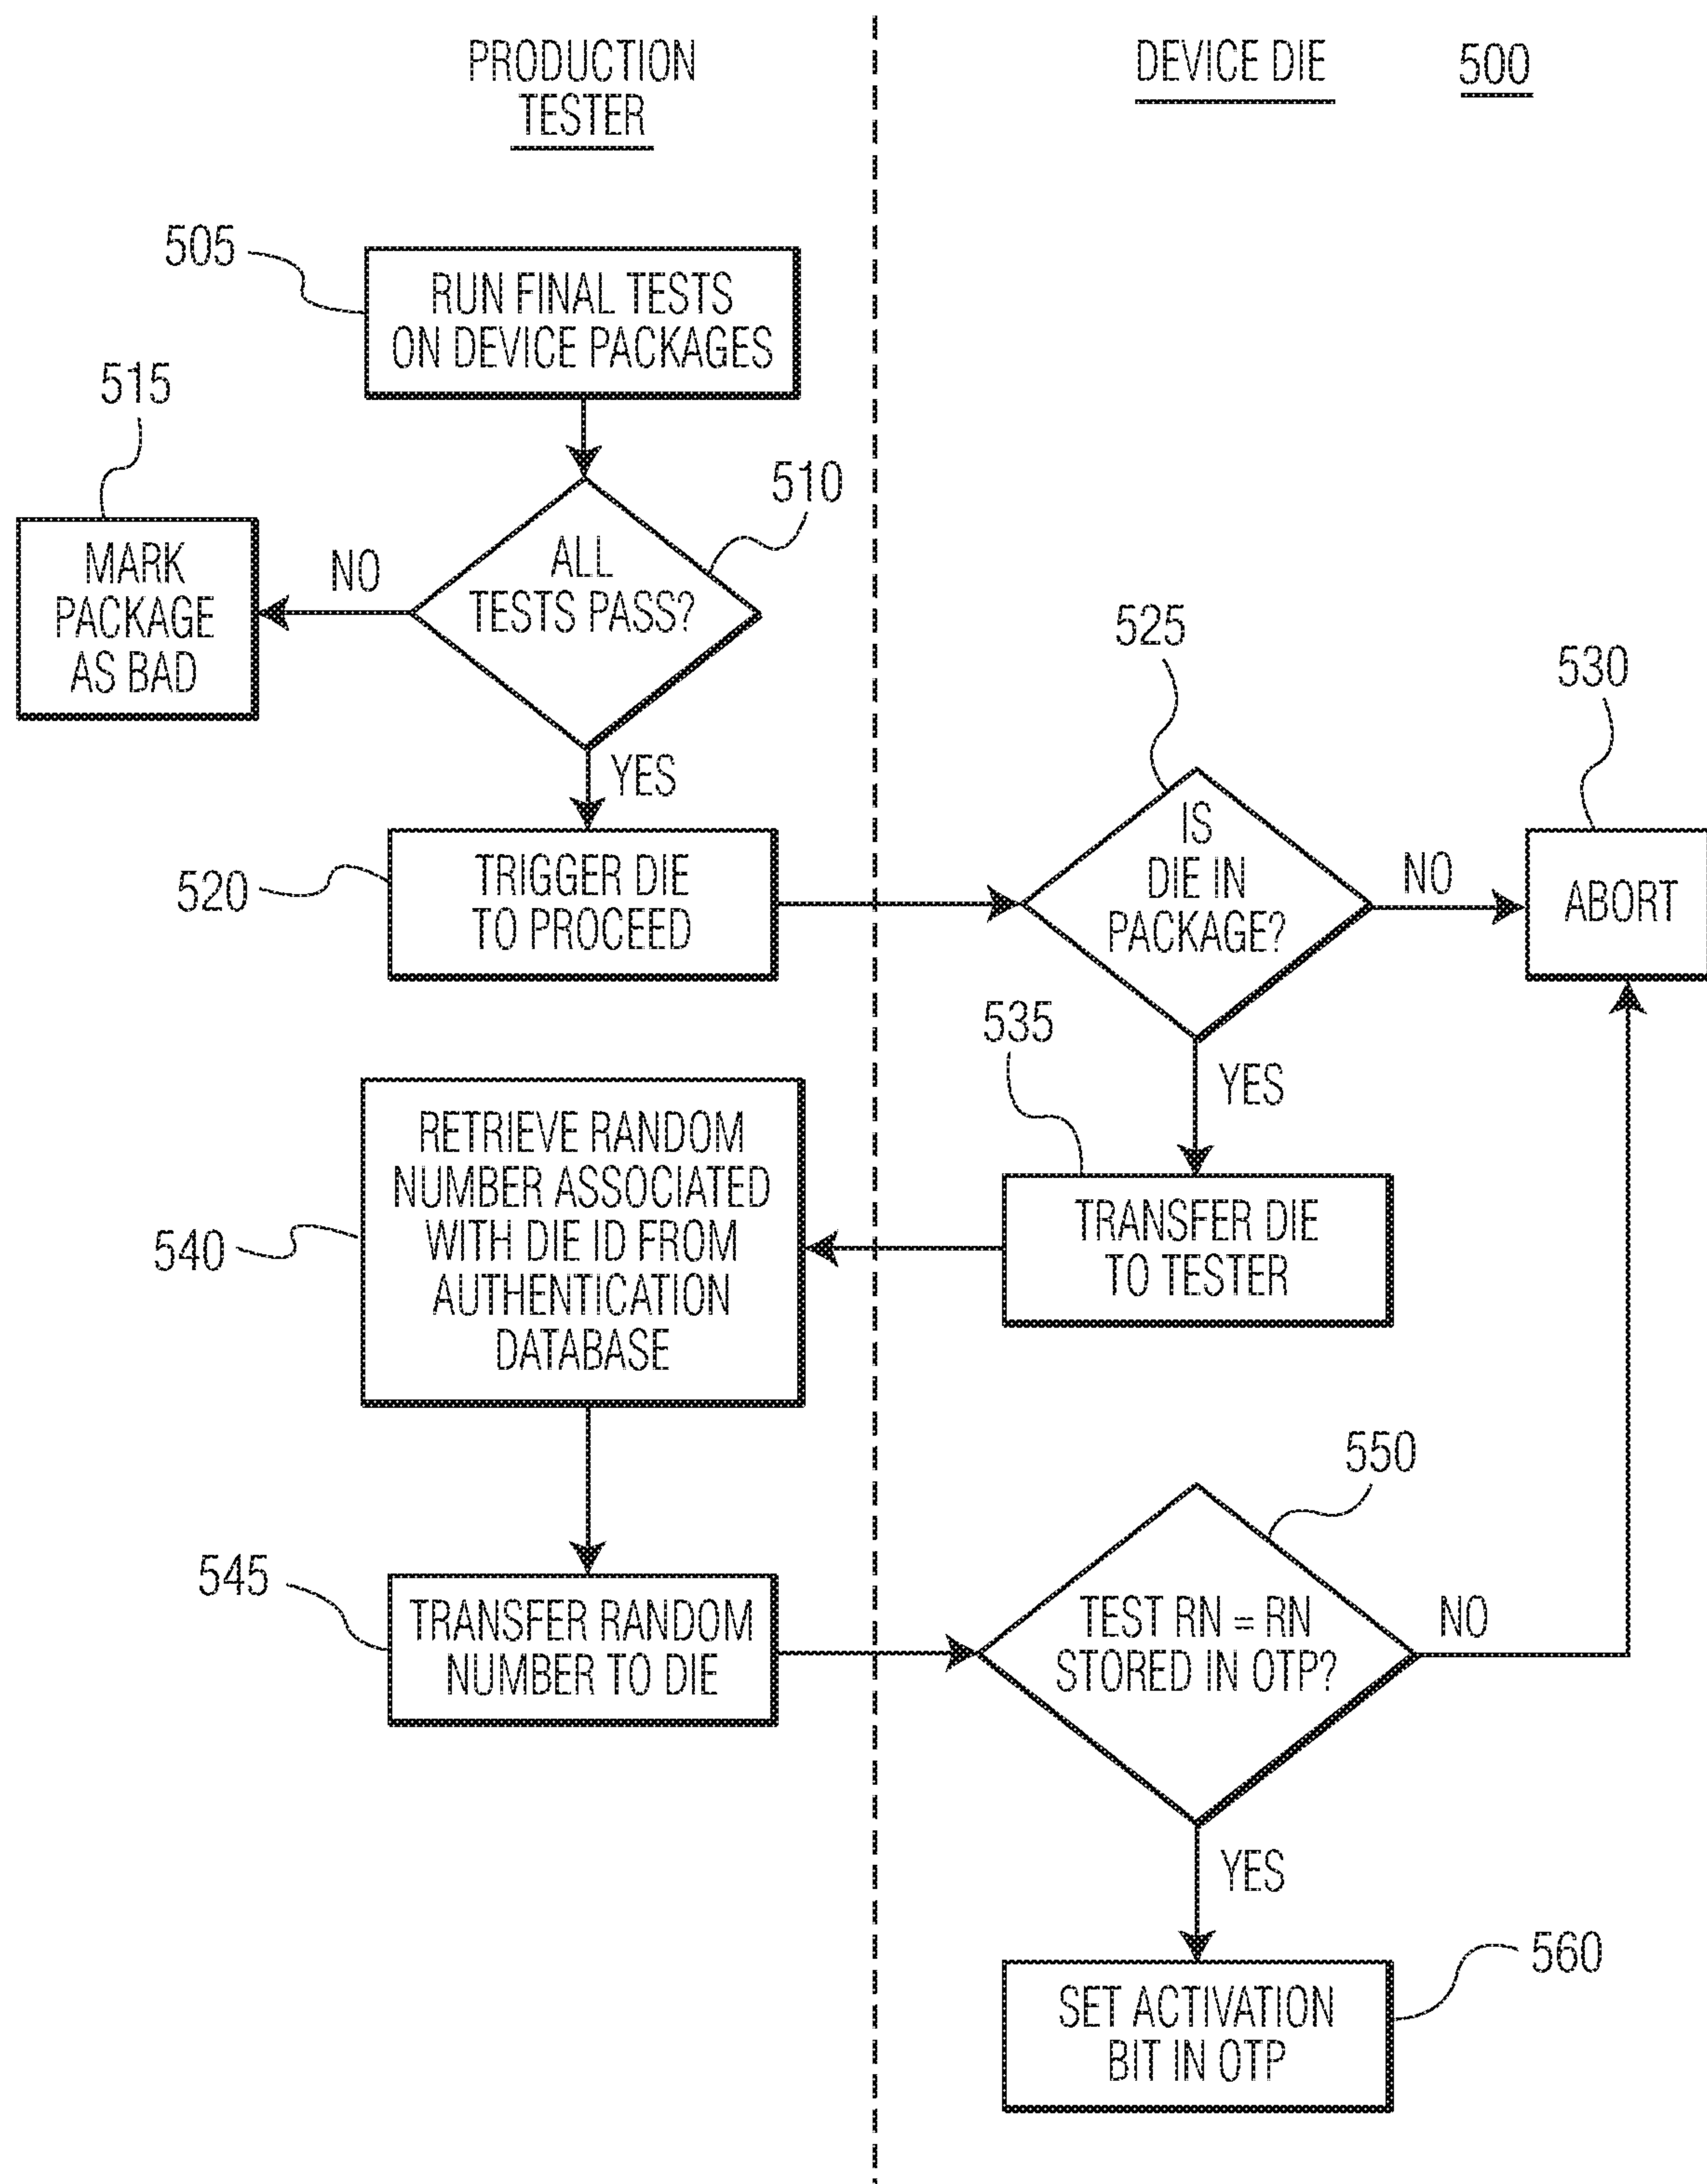 PRODUCTION
TESTER
DEVICE DIE
500
505
RUN FINAL TESTS
ON DEVICE PACKAGES
515
MARK
PACKAGE
AS BAD
NO
510
ALL
TESTS PASS?
YES
520
TRIGGER DIE
TO PROCEED
525
IS
DIE IN
PACKAGE?
NO
530
ABORT
YES
535
TRANSFER DIE
TO TESTER
540
RETRIEVE RANDOM
NUMBER ASSOCIATED
WITH DIE ID FROM
AUTHENTICATION
DATABASE
545
TRANSFER RANDOM
NUMBER TO DIE
550
TEST RN = RN
STORED IN OTP?
NO
YES
560
SET ACTIVATION
BIT IN OTP